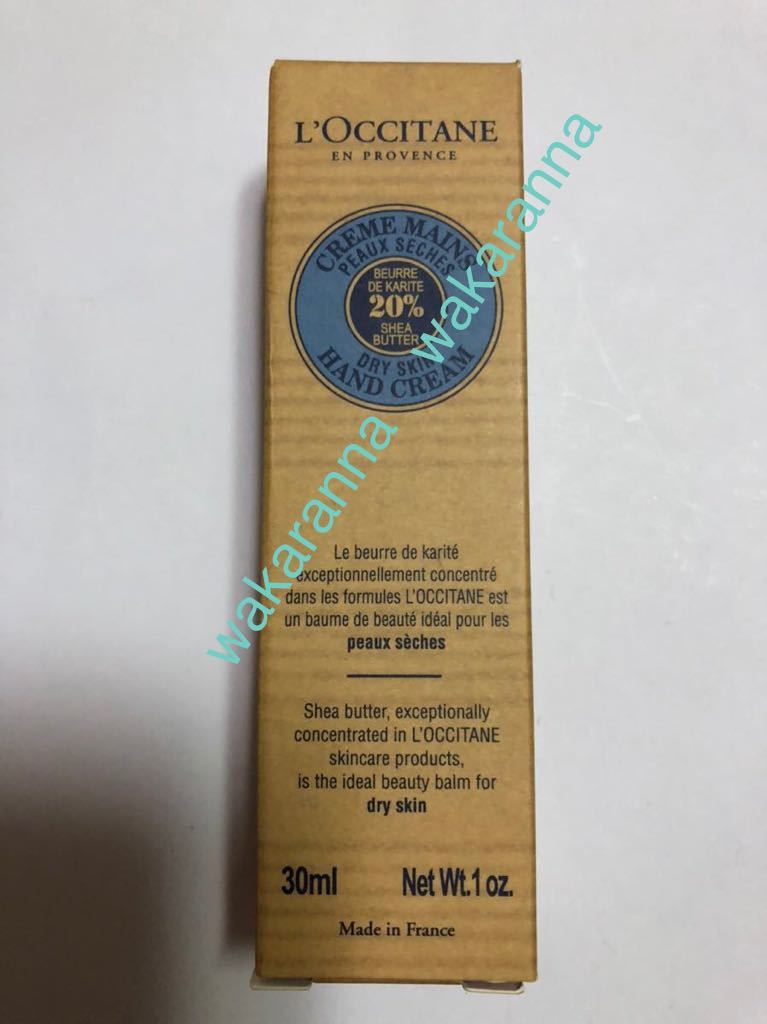 L'OCCITANE
EN PROVENCE
CREME MAINS
PEAUX SECHES
BEURRE
DE KARITE
20%
SHEA
BUTTER
DRY SKIN
HAND CREAM
wakaranna
wakaranna
Le beurre de karité
exceptionnellement concentré
dans les formules L'OCCITANE est
un baume de beauté idéal pour les
peaux sèches
Shea butter, exceptionally
concentrated in L'OCCITANE
skincare products,
is the ideal beauty balm for
dry skin
30ml Net Wt.1 oz.
Made in France